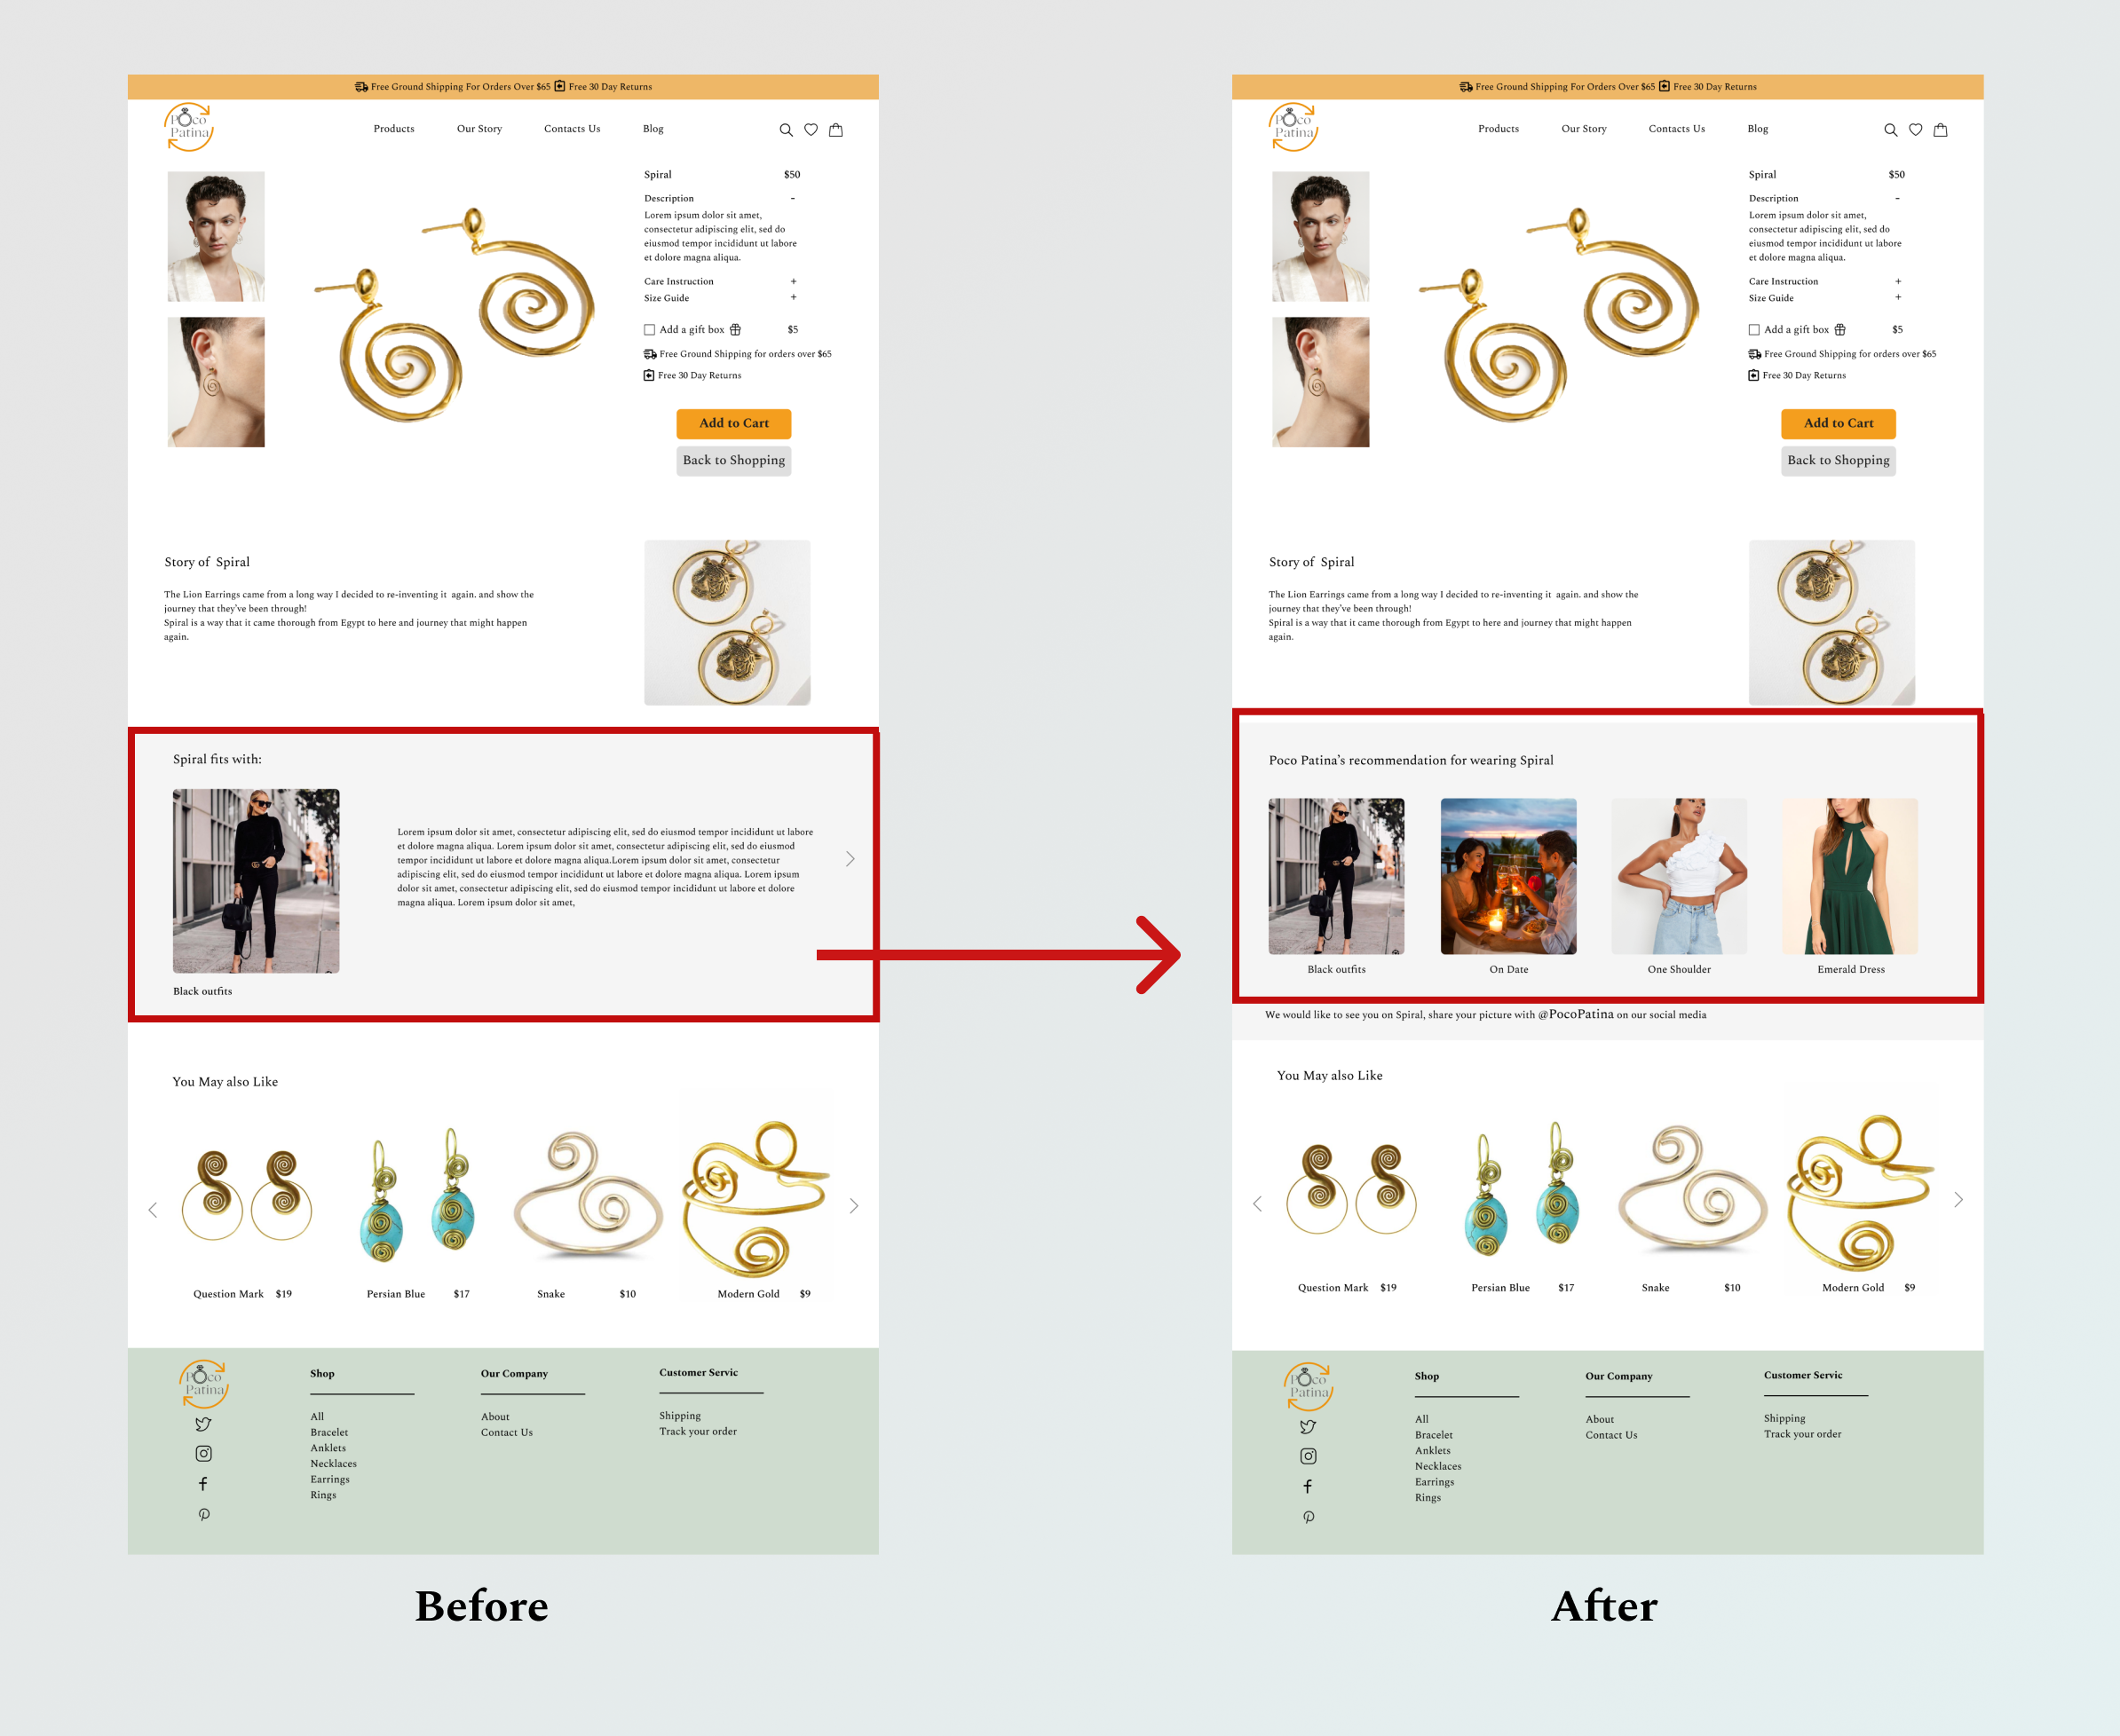 Free Ground Shipping For Orders Over $65 Free 30 Day Returns
Poco
Patina
Products Our Story Contacts Us Blog
Spiral $50
Description -
Lorem ipsum dolor sit amet,
consectetur adipiscing elit, sed do
eiusmod tempor incididunt ut labore
et dolore magna aliqua.
Care Instruction +
Size Guide +
Add a gift box $5
Free Ground Shipping for orders over $65
Free 30 Day Returns
Add to Cart
Back to Shopping
Story of Spiral
The Lion Earrings came from a long way I decided to re-inventing it again. and show the
journey that they've been through!
Spiral is a way that it came thorough from Egypt to here and journey that might happen
again.
Spiral fits with:
Lorem ipsum dolor sit amet, consectetur adipiscing elit, sed do eiusmod tempor incididunt ut labore
et dolore magna aliqua. Lorem ipsum dolor sit amet, consectetur adipiscing elit, sed do eiusmod
tempor incididunt ut labore et dolore magna aliqua.Lorem ipsum dolor sit amet, consectetur
adipiscing elit, sed do eiusmod tempor incididunt ut labore et dolore magna aliqua. Lorem ipsum
dolor sit amet, consectetur adipiscing elit, sed do eiusmod tempor incididunt ut labore et dolore
magna aliqua. Lorem ipsum dolor sit amet,
Black outfits
You May also Like
Question Mark $19
Persian Blue $17
Snake $10
Modern Gold $9
Poco
Patina
Shop
All
Bracelet
Anklets
Necklaces
Earrings
Rings
Our Company
About
Contact Us
Customer Servic
Shipping
Track your order
Before
Free Ground Shipping For Orders Over $65 Free 30 Day Returns
Poco
Patina
Products Our Story Contacts Us Blog
Spiral $50
Description -
Lorem ipsum dolor sit amet,
consectetur adipiscing elit, sed do
eiusmod tempor incididunt ut labore
et dolore magna aliqua.
Care Instruction +
Size Guide +
Add a gift box $5
Free Ground Shipping for orders over $65
Free 30 Day Returns
Add to Cart
Back to Shopping
Story of Spiral
The Lion Earrings came from a long way I decided to re-inventing it again. and show the
journey that they've been through!
Spiral is a way that it came thorough from Egypt to here and journey that might happen
again.
Poco Patina's recommendation for wearing Spiral
Black outfits
On Date
One Shoulder
Emerald Dress
We would like to see you on Spiral, share your picture with @PocoPatina on our social media
You May also Like
Question Mark $19
Persian Blue $17
Snake $10
Modern Gold $9
Poco
Patina
Shop
All
Bracelet
Anklets
Necklaces
Earrings
Rings
Our Company
About
Contact Us
Customer Servic
Shipping
Track your order
After